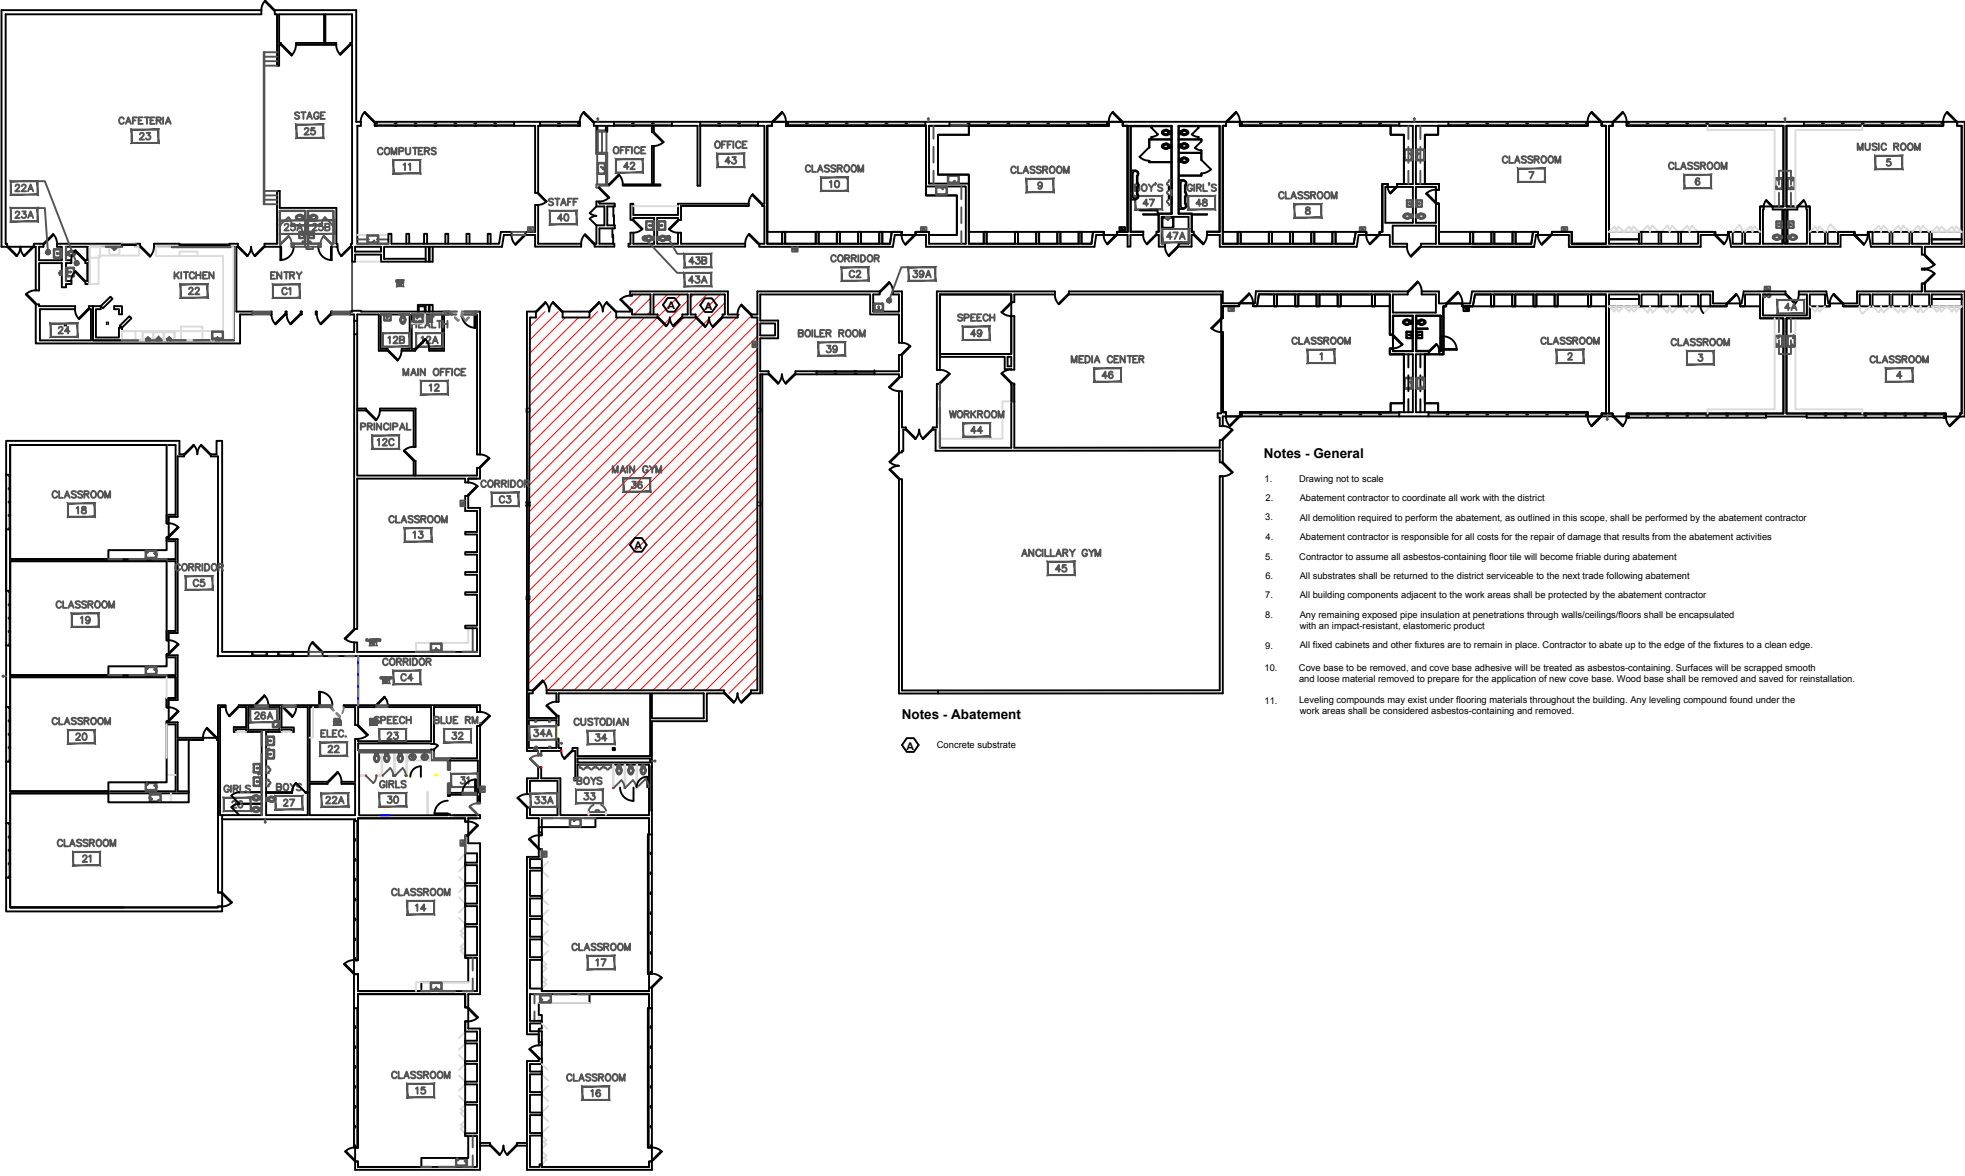 CAFETERIA
23
STAGE
25
COMPUTERS
11
STAFF
40
OFFICE
42
OFFICE
43
CLASSROOM
10
CLASSROOM
9
BOY'S
47
GIRL'S
48
47A
CLASSROOM
8
CLASSROOM
7
CLASSROOM
6
MUSIC ROOM
5
22A
23A
25A
25B
KITCHEN
22
24
ENTRY
C1
43B
43A
CORRIDOR
C2
39A
HEALTH
12B
12A
MAIN OFFICE
12
PRINCIPAL
12C
A
A
BOILER ROOM
39
SPEECH
49
MEDIA CENTER
46
WORKROOM
44
CLASSROOM
1
CLASSROOM
2
CLASSROOM
3
4A
CLASSROOM
4
MAIN GYM
36
A
CORRIDOR
C3
CLASSROOM
13
ANCILLARY GYM
45
CLASSROOM
18
CORRIDOR
C5
CLASSROOM
19
CLASSROOM
20
CLASSROOM
21
CORRIDOR
C4
26A
GIRLS
BOYS
27
ELEC.
22
22A
SPEECH
23
BLUE RM
32
GIRLS
30
31
CUSTODIAN
34
34A
BOYS
33
33A
CLASSROOM
14
CLASSROOM
17
CLASSROOM
15
CLASSROOM
16
Notes - General
1. Drawing not to scale
2. Abatement contractor to coordinate all work with the district
3. All demolition required to perform the abatement, as outlined in this scope, shall be performed by the abatement contractor
4. Abatement contractor is responsible for all costs for the repair of damage that results from the abatement activities
5. Contractor to assume all asbestos-containing floor tile will become friable during abatement
6. All substrates shall be returned to the district serviceable to the next trade following abatement
7. All building components adjacent to the work areas shall be protected by the abatement contractor
8. Any remaining exposed pipe insulation at penetrations through walls/ceilings/floors shall be encapsulated
with an impact-resistant, elastomeric product
9. All fixed cabinets and other fixtures are to remain in place. Contractor to abate up to the edge of the fixtures to a clean edge.
10. Cove base to be removed, and cove base adhesive will be treated as asbestos-containing. Surfaces will be scrapped smooth
and loose material removed to prepare for the application of new cove base. Wood base shall be removed and saved for reinstallation.
11. Leveling compounds may exist under flooring materials throughout the building. Any leveling compound found under the
work areas shall be considered asbestos-containing and removed.
Notes - Abatement
A Concrete substrate